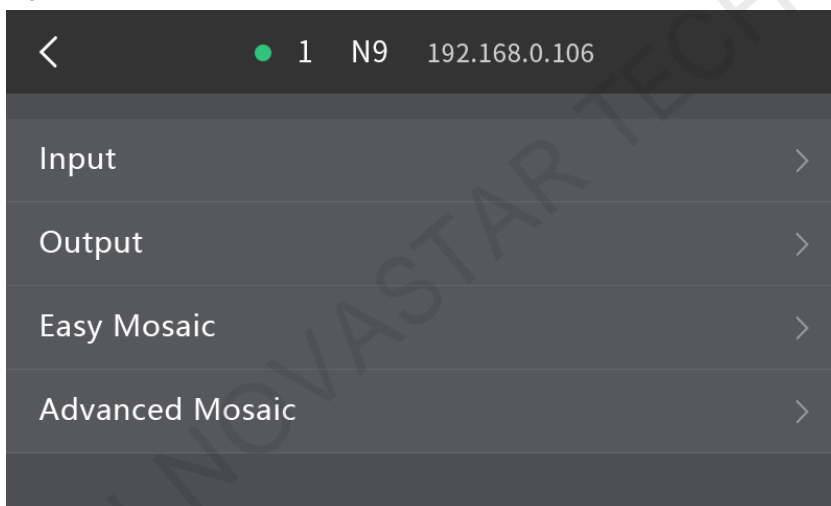 1 N9 192.168.0.106
Input
Output
Easy Mosaic
Advanced Mosaic
NOVASTAR TECH